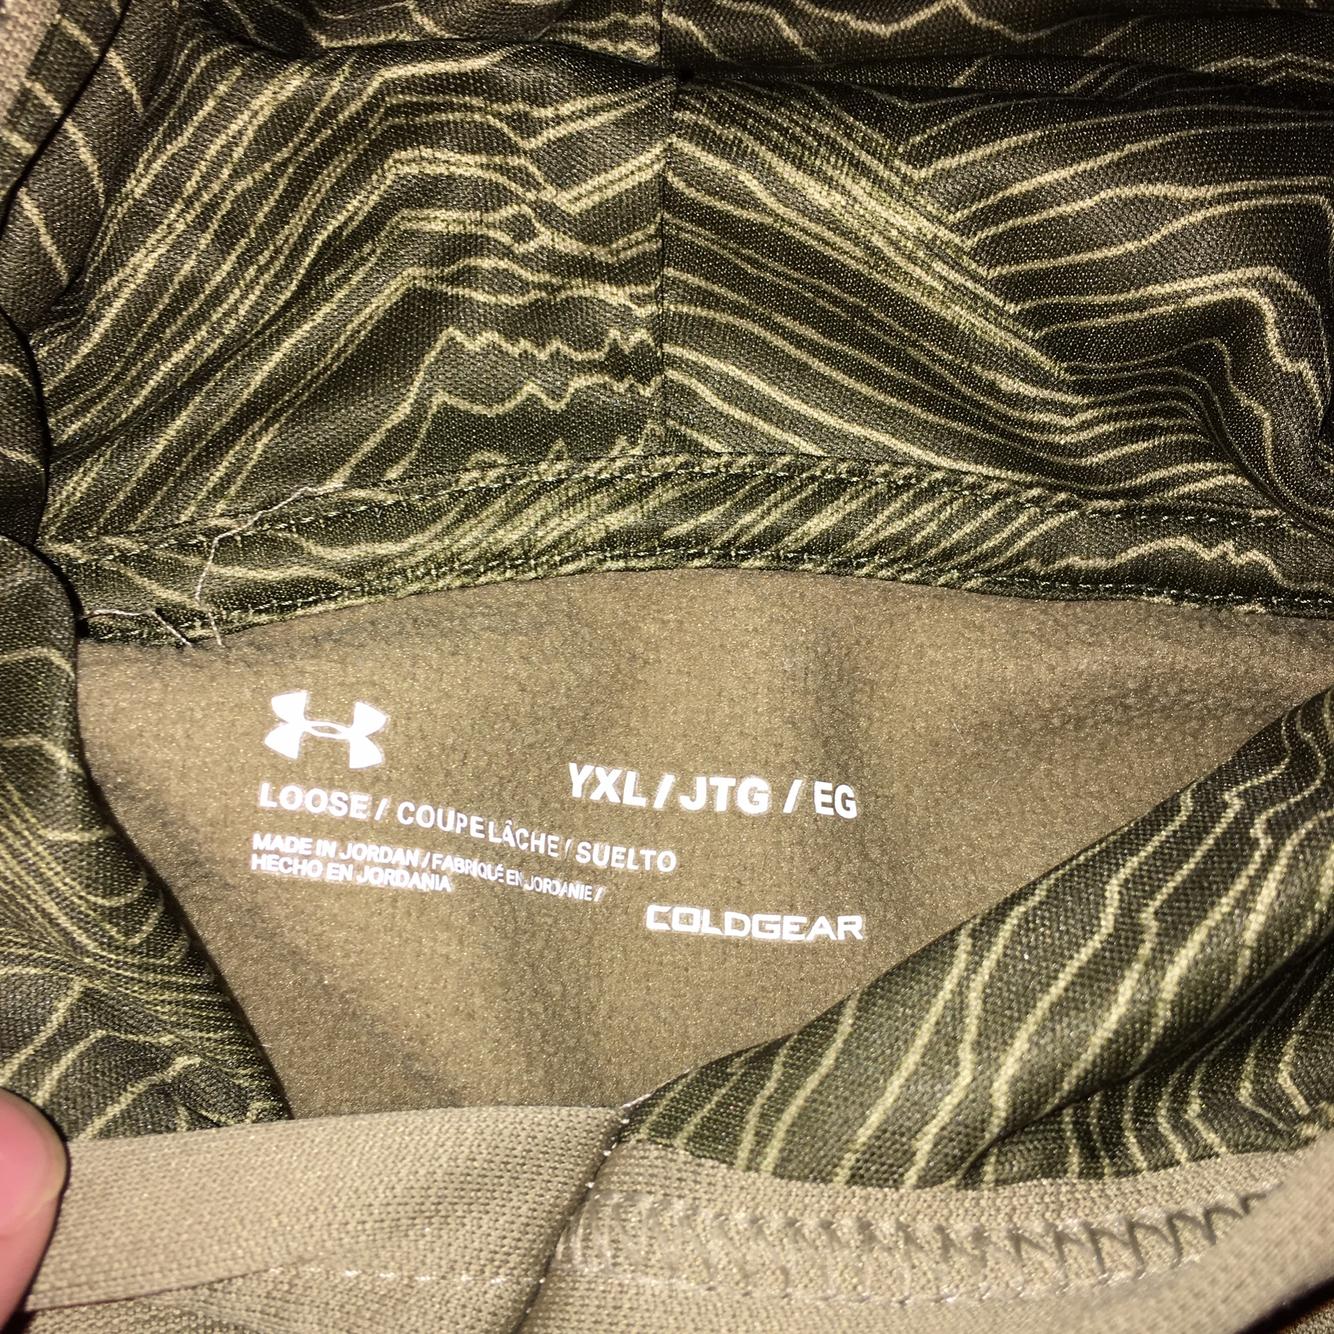 YXL / JTG / EG
LOOSE / COUPE LÂCHE / SUELTO
MADE IN JORDAN / FABRIQUÉ EN JORDANIE /
HECHO EN JORDANIA
COLDGEAR